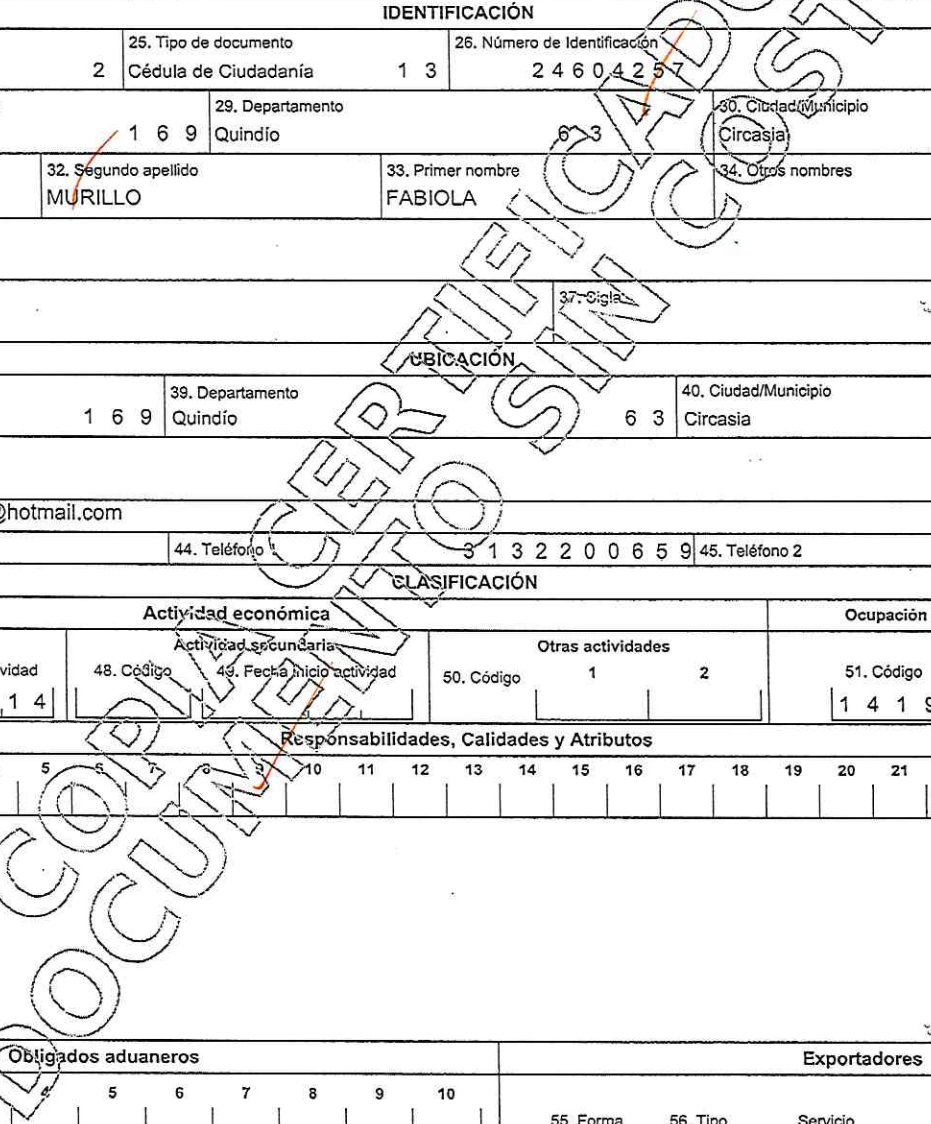 IDENTIFICACIÓN
25. Tipo de documento 26. Número de Identificación
2 Cédula de Ciudadanía 1 3 2 4 6 0 4 2 5 7
29. Departamento 30. Ciudad/Municipio
1 6 9 Quindío 6 3 Circasia
32. Segundo apellido 33. Primer nombre 34. Otros nombres
MURILLO FABIOLA
37. Sigla
UBICACIÓN
39. Departamento 40. Ciudad/Municipio
1 6 9 Quindío 6 3 Circasia
@hotmail.com
44. Teléfono 3 1 3 2 2 0 0 6 5 9 45. Teléfono 2
CLASIFICACIÓN
Actividad económica Ocupación
Actividad secundaria Otras actividades
vidad 48. Código 49. Fecha inicio actividad 50. Código 1 2 51. Código
1 4 1 4 1 9
Responsabilidades, Calidades y Atributos
5 6 7 8 9 10 11 12 13 14 15 16 17 18 19 20 21
Obligados aduaneros Exportadores
4 5 6 7 8 9 10
55. Forma 56. Tipo Servicio
COPIA CERTIFICADO
DOCUMENTO SIN COST